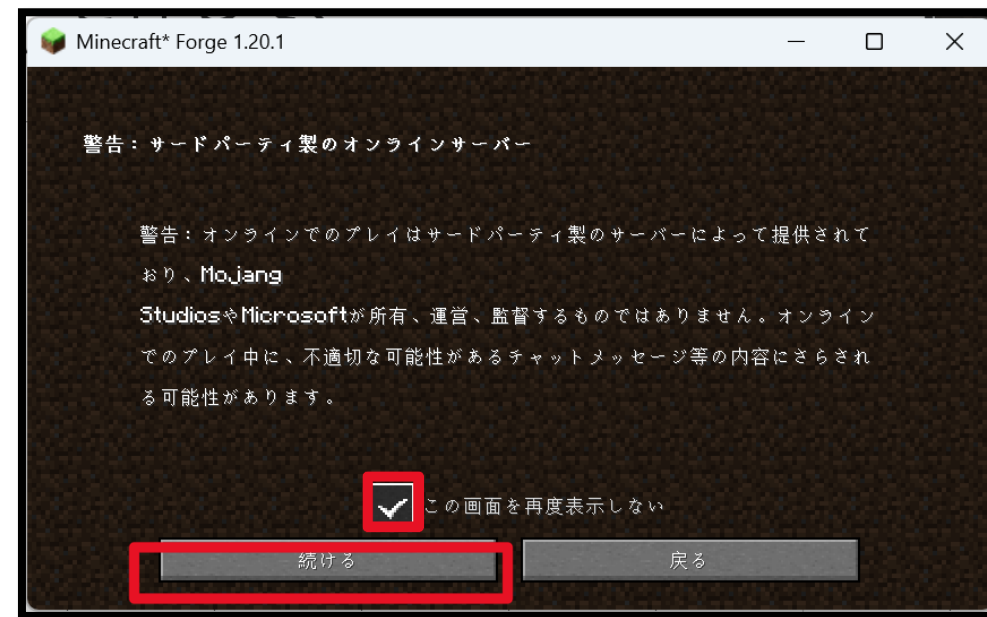 Minecraft* Forge 1.20.1
警告：サードパーティ製のオンラインサーバー
警告：オンラインでのプレイはサードパーティ製のサーバーによって提供されて
おり、Mojang
StudiosやMicrosoftが所有、運営、監督するものではありません。オンライン
でのプレイ中に、不適切な可能性があるチャットメッセージ等の内容にさらされ
る可能性があります。
この画面を再度表示しない
続ける
戻る